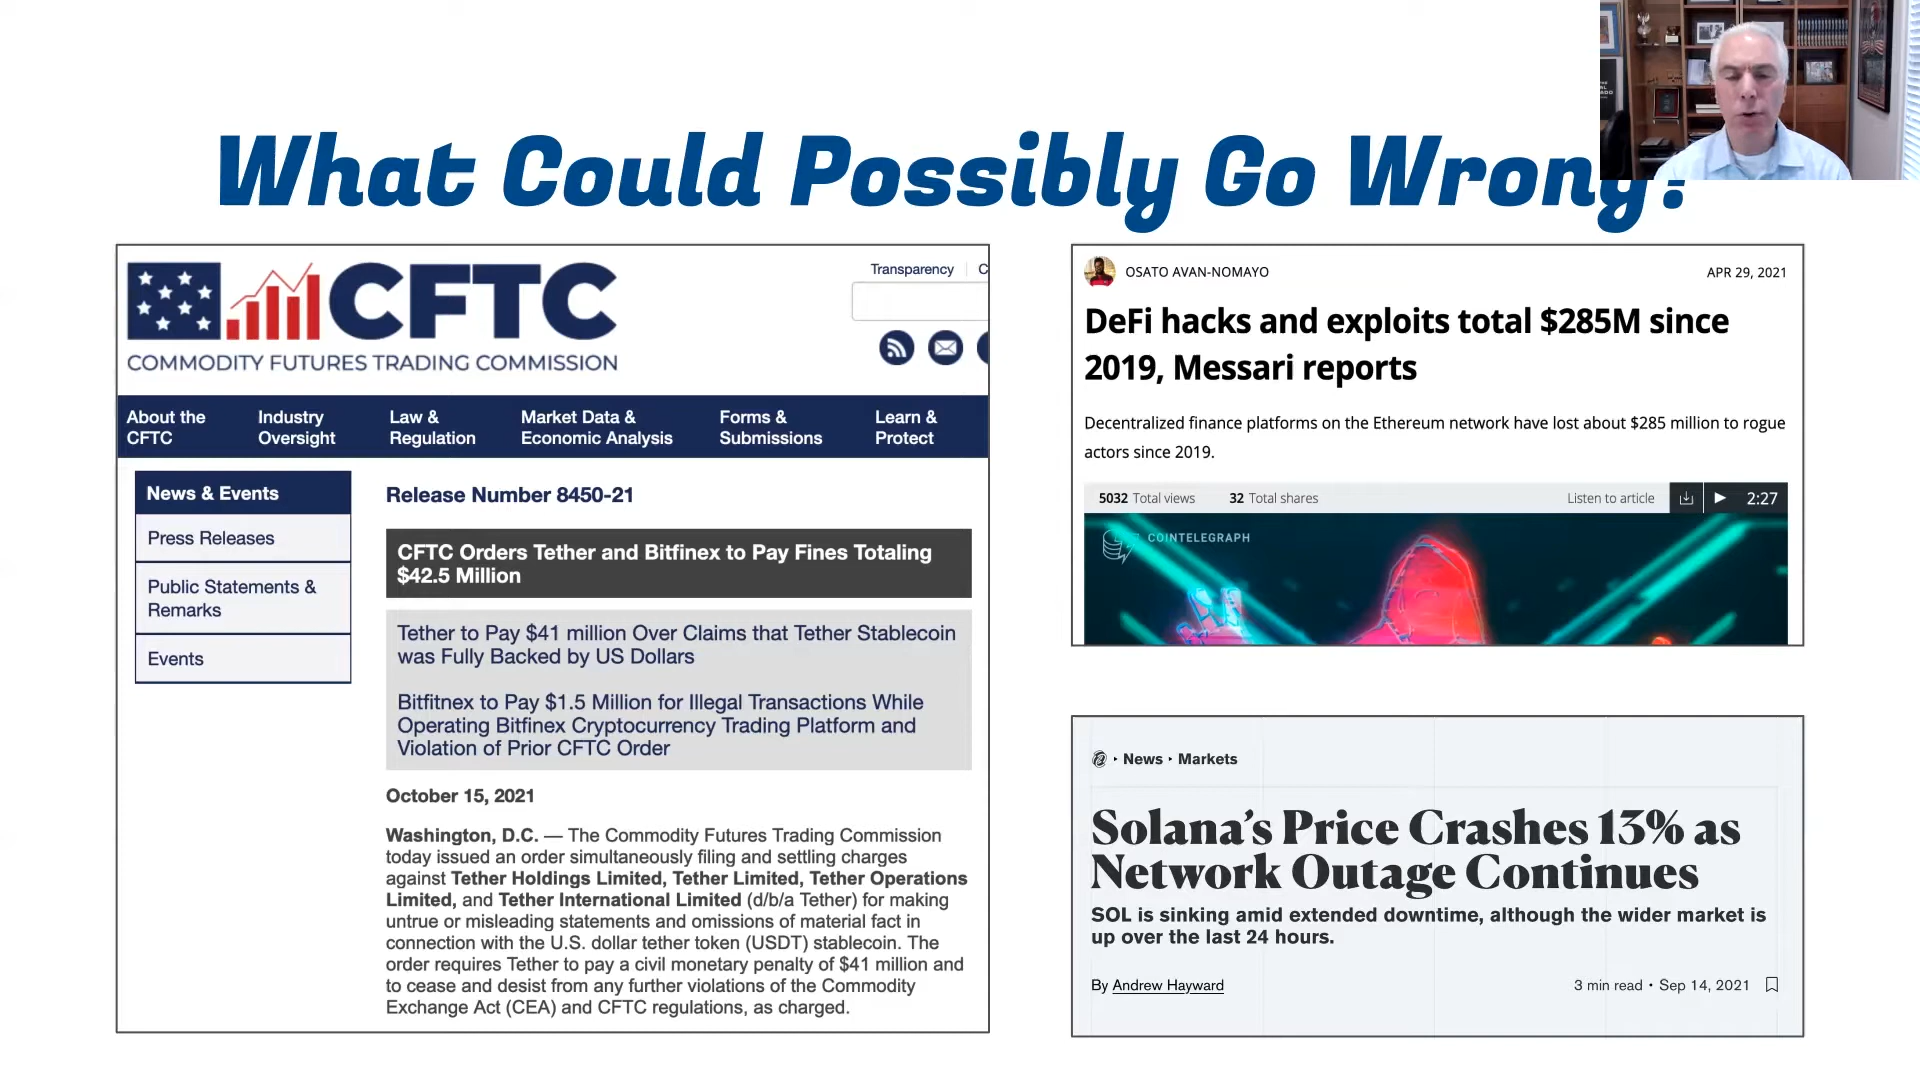 What Could Possibly Go Wrong?
CFTC
COMMODITY FUTURES TRADING COMMISSION
Transparency
C
About the CFTC
Industry Oversight
Law & Regulation
Market Data & Economic Analysis
Forms & Submissions
Learn & Protect
News & Events
Press Releases
Public Statements &
Remarks
Events
Release Number 8450-21
CFTC Orders Tether and Bitfinex to Pay Fines Totaling
$42.5 Million
Tether to Pay $41 million Over Claims that Tether Stablecoin
was Fully Backed by US Dollars
Bitfitnex to Pay $1.5 Million for Illegal Transactions While
Operating Bitfinex Cryptocurrency Trading Platform and
Violation of Prior CFTC Order
October 15, 2021
Washington, D.C. — The Commodity Futures Trading Commission
today issued an order simultaneously filing and settling charges
against Tether Holdings Limited, Tether Limited, Tether Operations
Limited, and Tether International Limited (d/b/a Tether) for making
untrue or misleading statements and omissions of material fact in
connection with the U.S. dollar tether token (USDT) stablecoin. The
order requires Tether to pay a civil monetary penalty of $41 million and
to cease and desist from any further violations of the Commodity
Exchange Act (CEA) and CFTC regulations, as charged.
OSATO AVAN-NOMAYO
APR 29, 2021
DeFi hacks and exploits total $285M since
2019, Messari reports
Decentralized finance platforms on the Ethereum network have lost about $285 million to rogue
actors since 2019.
5032 Total views
32 Total shares
Listen to article
2:27
COINTELEGRAPH
News
Markets
Solana's Price Crashes 13% as
Network Outage Continues
SOL is sinking amid extended downtime, although the wider market is
up over the last 24 hours.
By Andrew Hayward
3 min read • Sep 14, 2021